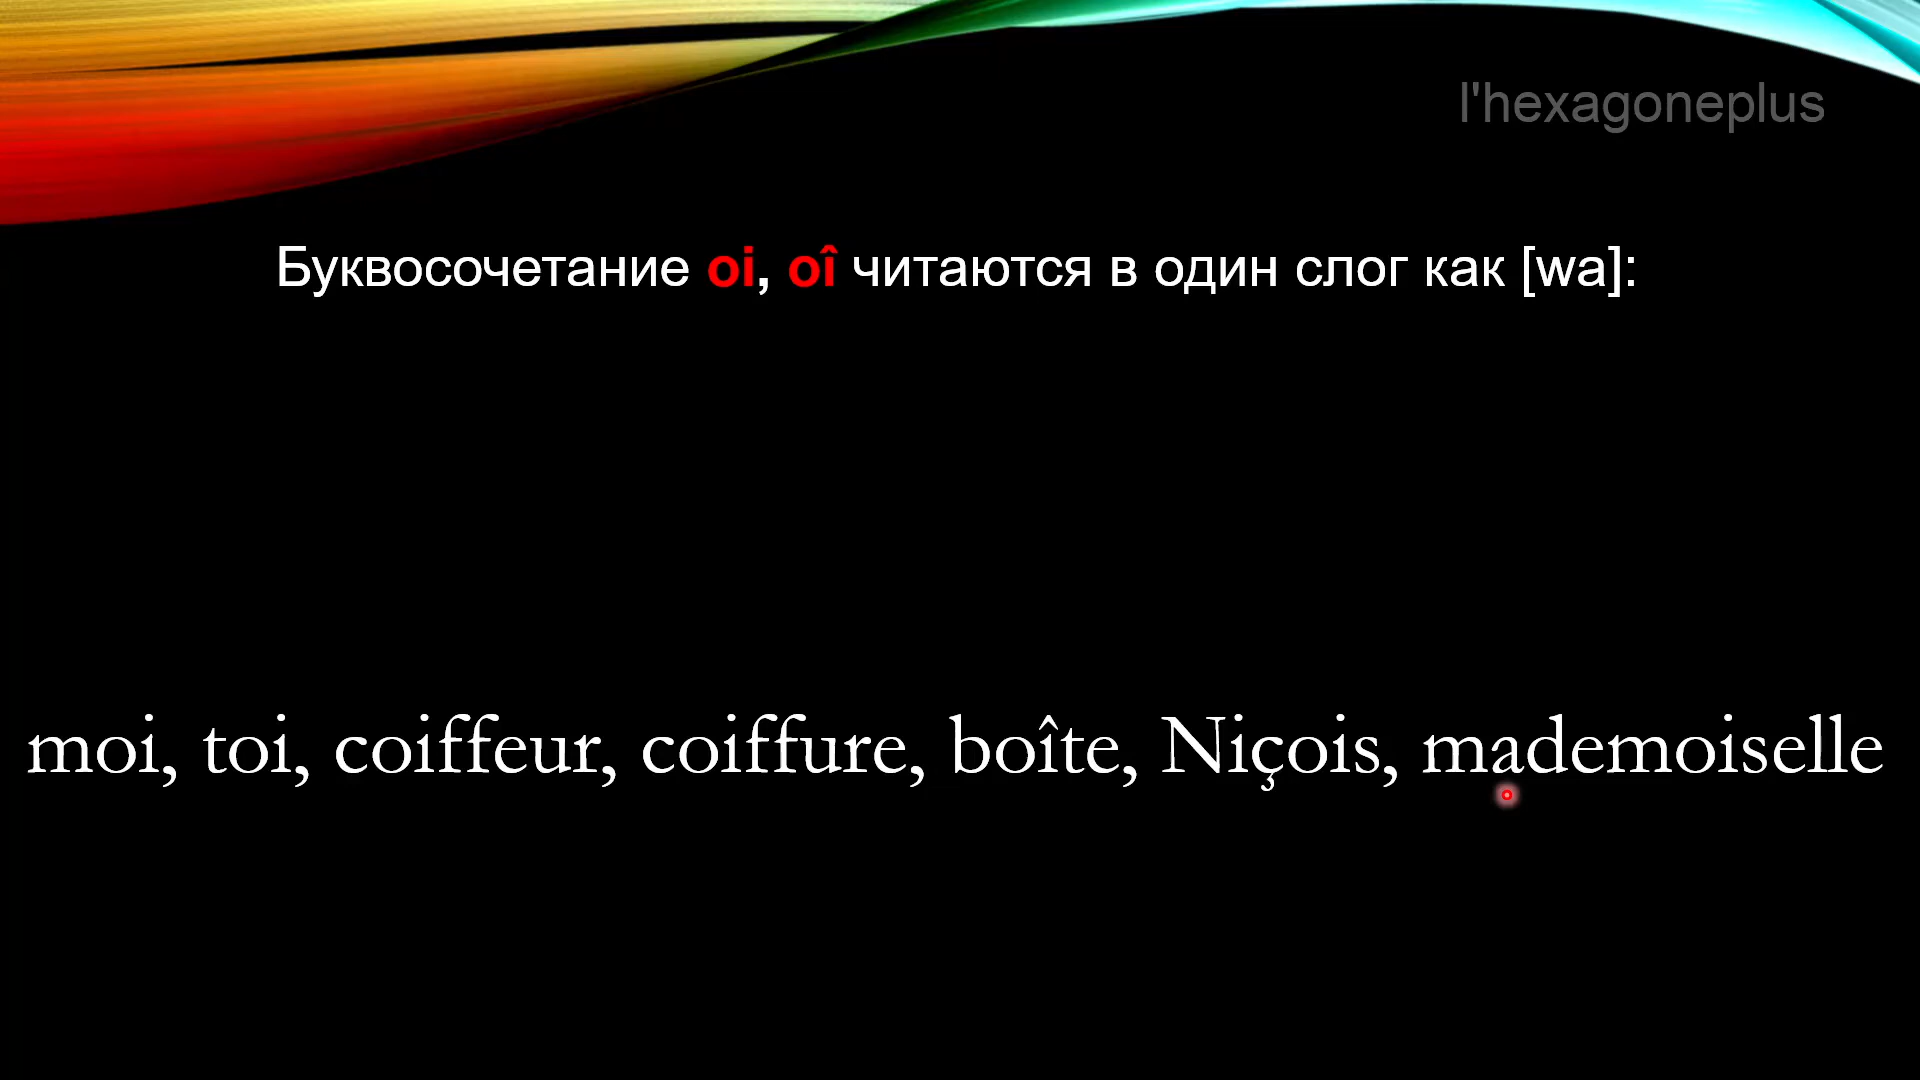 l'hexagoneplus
Буквосочетание oi, oî читаются в один слог как [wa]:
moi, toi, coiffeur, coiffure, boîte, Niçois, mademoiselle